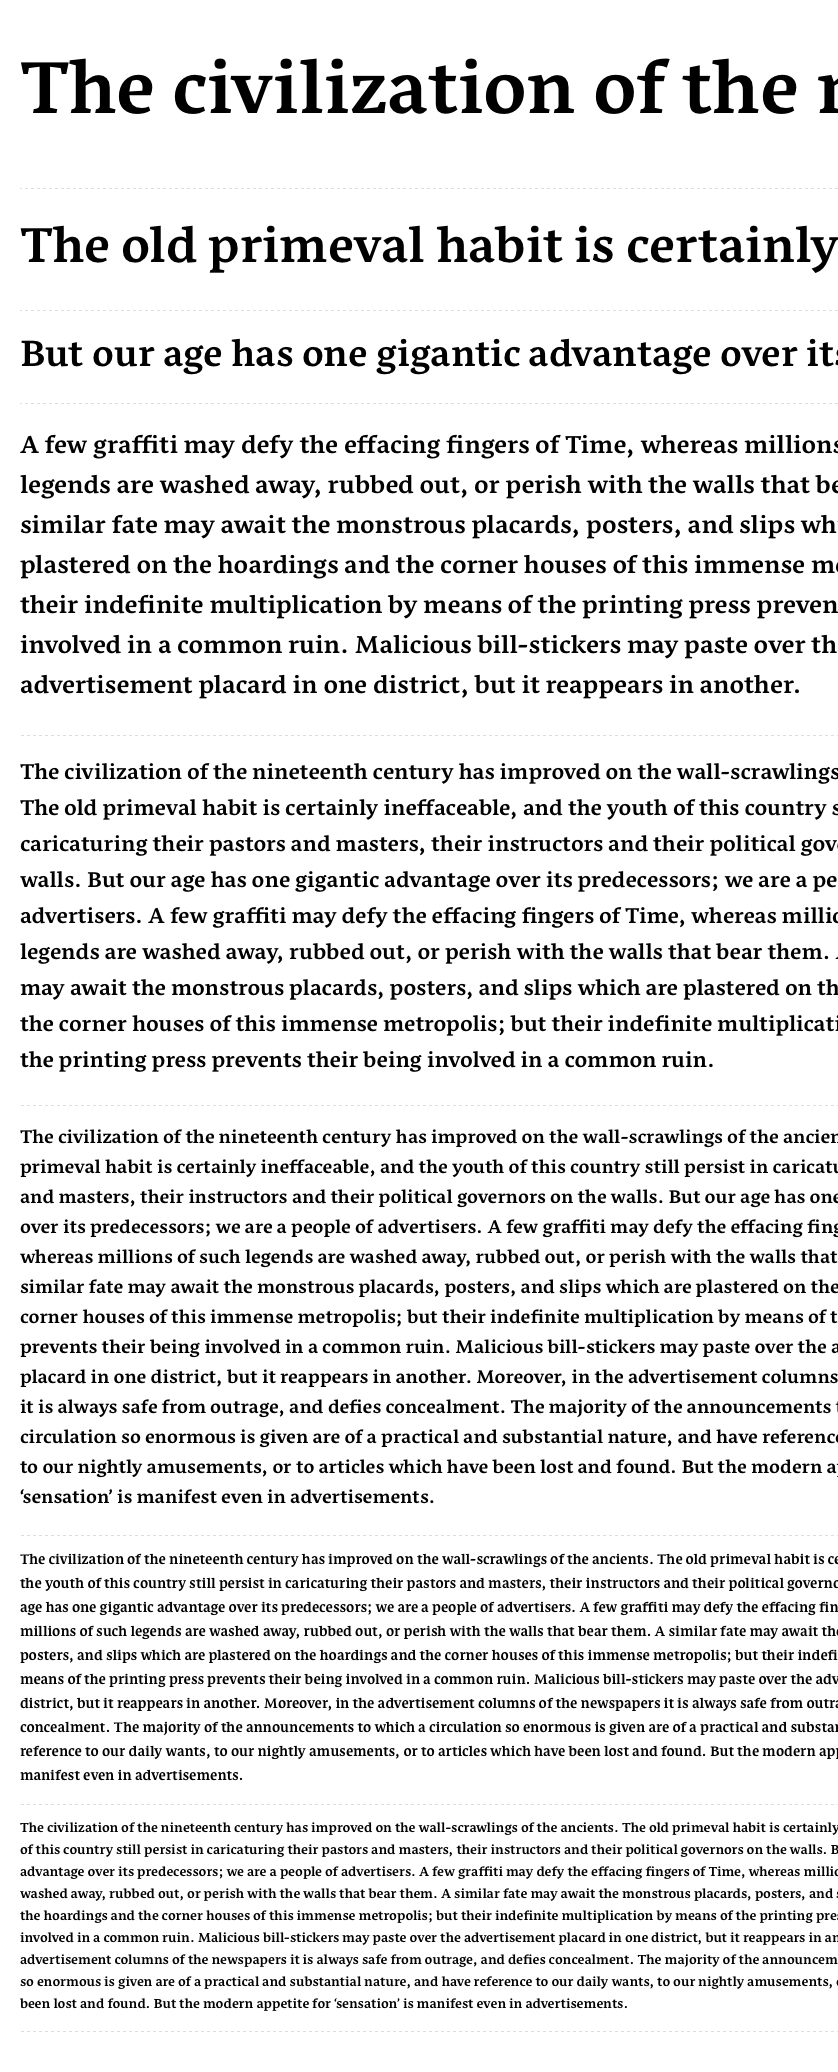 The civilization of the
The old primeval habit is certainly
But our age has one gigantic advantage over its
A few graffiti may defy the effacing fingers of Time, whereas millions
legends are washed away, rubbed out, or perish with the walls that
similar fate may await the monstrous placards, posters, and slips
plastered on the hoardings and the corner houses of this immense
their indefinite multiplication by means of the printing press
involved in a common ruin. Malicious bill-stickers may paste over
advertisement placard in one district, but it reappears in another.
The civilization of the nineteenth century has improved on the wall-scrawlings
The old primeval habit is certainly ineffaceable, and the youth of this country
caricaturing their pastors and masters, their instructors and their political
walls. But our age has one gigantic advantage over its predecessors; we are a
advertisers. A few graffiti may defy the effacing fingers of Time, whereas
legends are washed away, rubbed out, or perish with the walls that bear them.
may await the monstrous placards, posters, and slips which are plastered on
the corner houses of this immense metropolis; but their indefinite
the printing press prevents their being involved in a common ruin.
The civilization of the nineteenth century has improved on the wall-scrawlings of the
primeval habit is certainly ineffaceable, and the youth of this country still persist in
and masters, their instructors and their political governors on the walls. But our age has one
over its predecessors; we are a people of advertisers. A few graffiti may defy the effacing
whereas millions of such legends are washed away, rubbed out, or perish with the walls that
similar fate may await the monstrous placards, posters, and slips which are plastered on the
corner houses of this immense metropolis; but their indefinite multiplication by means of
prevents their being involved in a common ruin. Malicious bill-stickers may paste over the
placard in one district, but it reappears in another. Moreover, in the advertisement columns
it is always safe from outrage, and defies concealment. The majority of the announcements
circulation so enormous is given are of a practical and substantial nature, and have
to our nightly amusements, or to articles which have been lost and found. But the modern
‘sensation’ is manifest even in advertisements.
The civilization of the nineteenth century has improved on the wall-scrawlings of the ancients. The old primeval habit is
the youth of this country still persist in caricaturing their pastors and masters, their instructors and their political
age has one gigantic advantage over its predecessors; we are a people of advertisers. A few graffiti may defy the effacing
millions of such legends are washed away, rubbed out, or perish with the walls that bear them. A similar fate may await
posters, and slips which are plastered on the hoardings and the corner houses of this immense metropolis; but their
means of the printing press prevents their being involved in a common ruin. Malicious bill-stickers may paste over the
district, but it reappears in another. Moreover, in the advertisement columns of the newspapers it is always safe from
concealment. The majority of the announcements to which a circulation so enormous is given are of a practical and
reference to our daily wants, to our nightly amusements, or to articles which have been lost and found. But the modern
manifest even in advertisements.
The civilization of the nineteenth century has improved on the wall-scrawlings of the ancients. The old primeval habit is certainly
of this country still persist in caricaturing their pastors and masters, their instructors and their political governors on the walls.
advantage over its predecessors; we are a people of advertisers. A few graffiti may defy the effacing fingers of Time, whereas
washed away, rubbed out, or perish with the walls that bear them. A similar fate may await the monstrous placards, posters, and
the hoardings and the corner houses of this immense metropolis; but their indefinite multiplication by means of the printing
involved in a common ruin. Malicious bill-stickers may paste over the advertisement placard in one district, but it reappears in
advertisement columns of the newspapers it is always safe from outrage, and defies concealment. The majority of the
so enormous is given are of a practical and substantial nature, and have reference to our daily wants, to our nightly amusements,
been lost and found. But the modern appetite for ‘sensation’ is manifest even in advertisements.